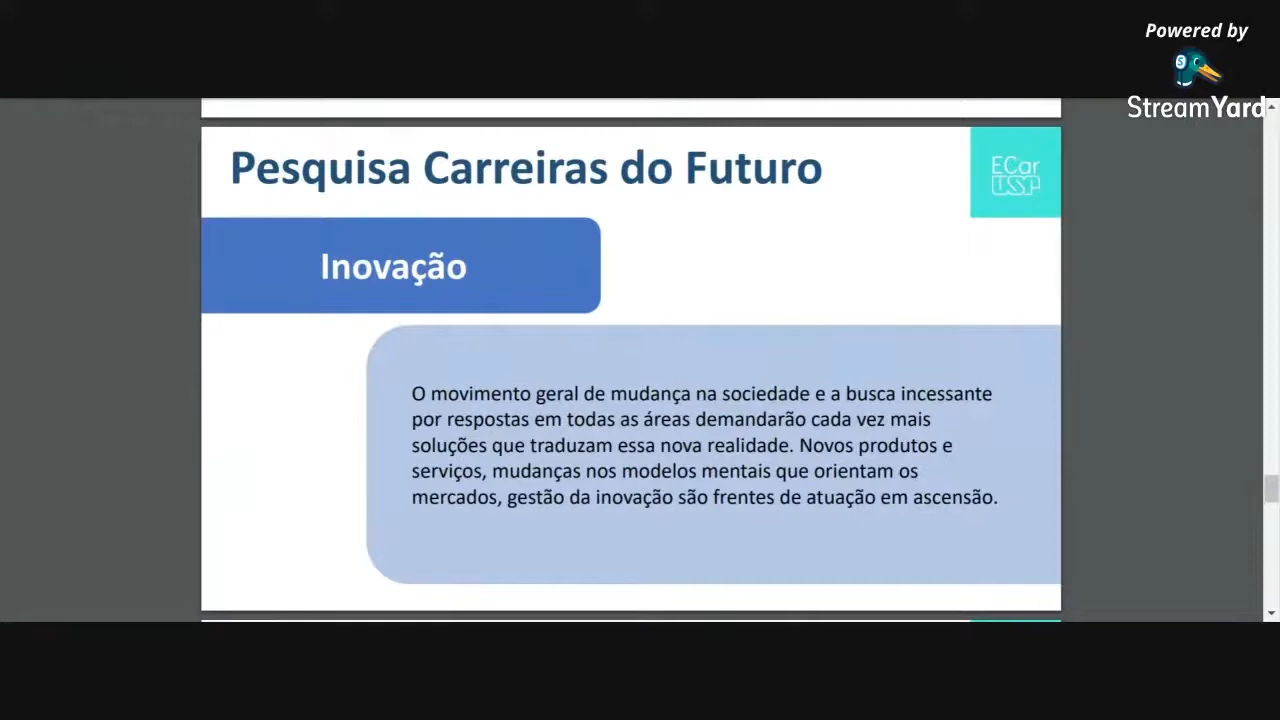 Powered by
StreamYard
Pesquisa Carreiras do Futuro
ECar
USP
Inovação
O movimento geral de mudança na sociedade e a busca incessante
por respostas em todas as áreas demandarão cada vez mais
soluções que traduzam essa nova realidade. Novos produtos e
serviços, mudanças nos modelos mentais que orientam os
mercados, gestão da inovação são frentes de atuação em ascensão.